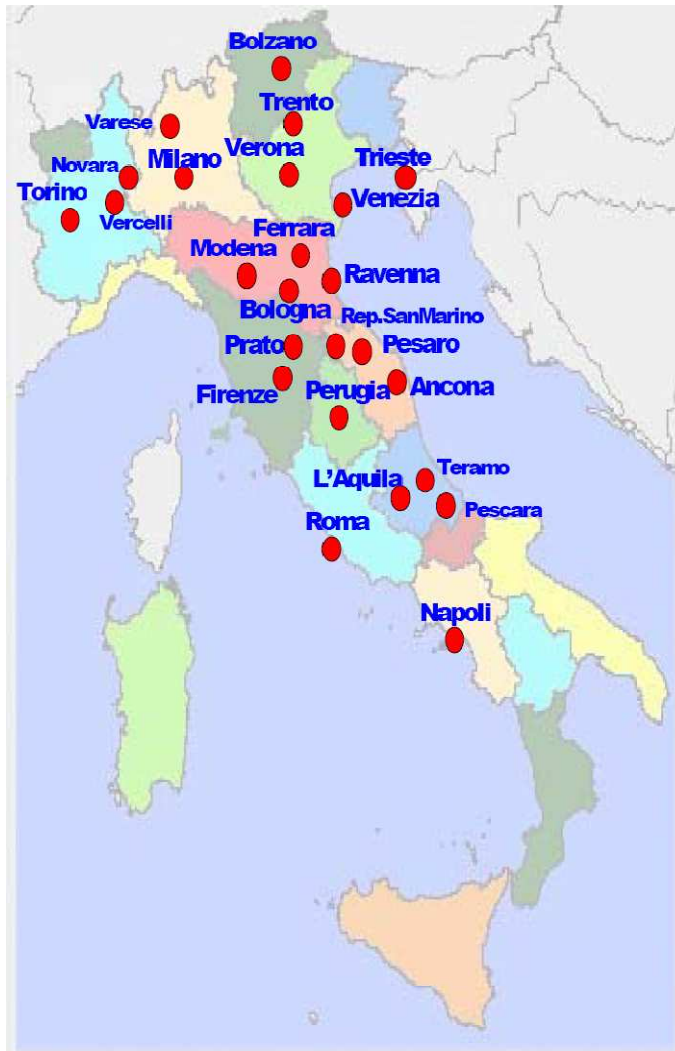 Bolzano
Trento
Varese
Verona
Milano
Trieste
Novara
Torino
Venezia
Vercelli
Ferrara
Modena
Ravenna
Bologna
Rep.SanMarino
Prato
Pesaro
Firenze
Perugia
Ancona
L'Aquila
Teramo
Pescara
Roma
Napoli